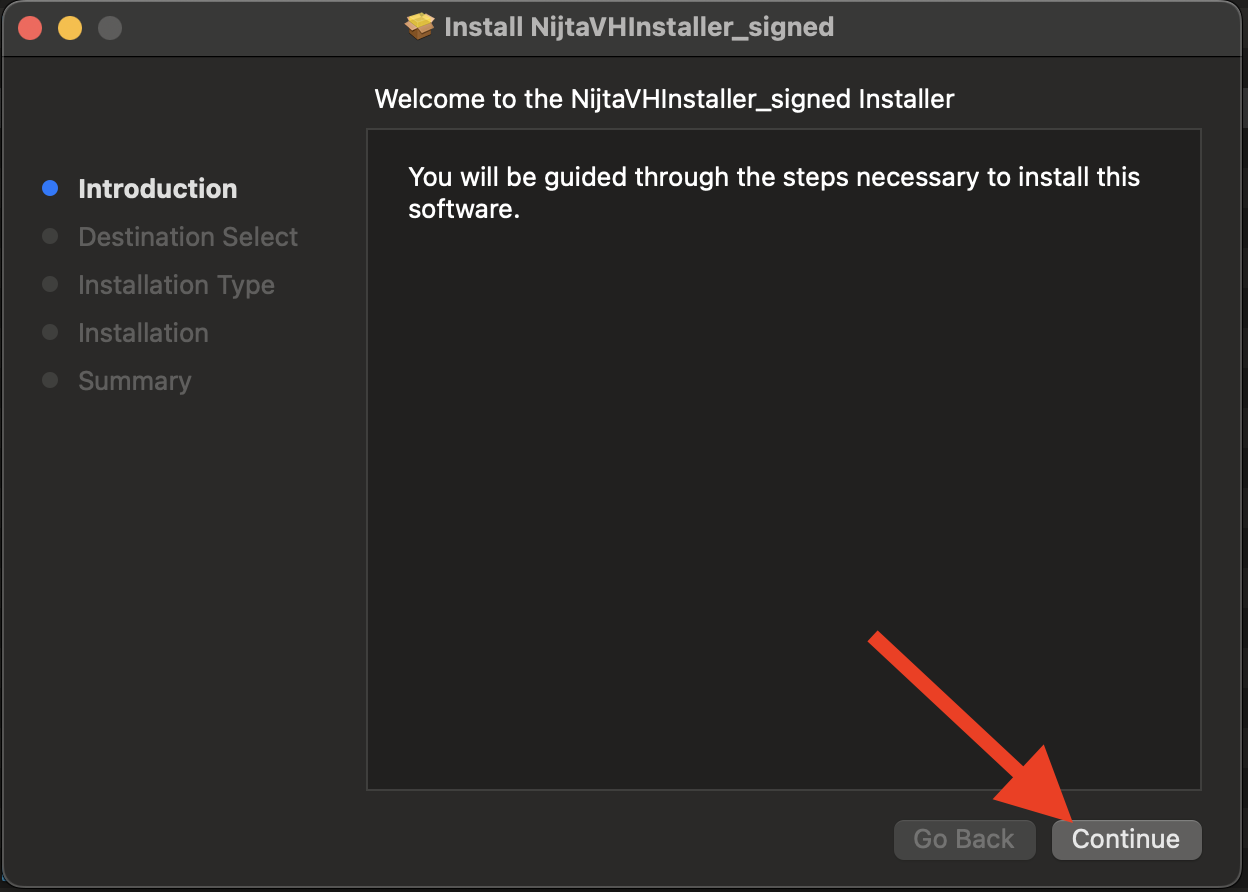 Install NijtaVHInstaller_signed
Welcome to the NijtaVHInstaller_signed Installer
Introduction
Destination Select
Installation Type
Installation
Summary
You will be guided through the steps necessary to install this
software.
Go Back
Continue